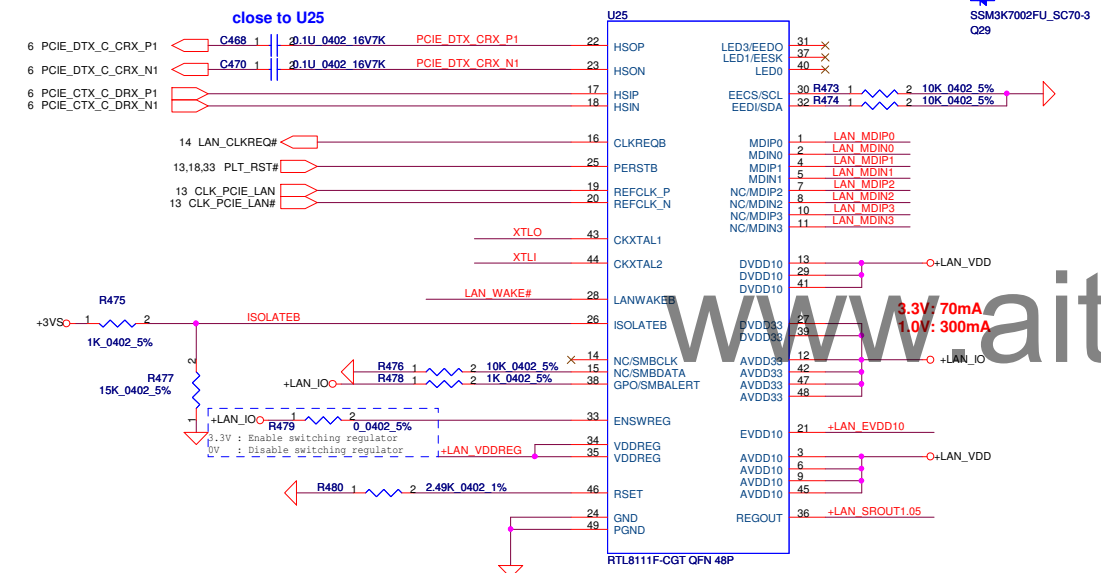 close to U25
U25
SSM3K7002FU_SC70-3
Q29
6 PCIE_DTX_C_CRX_P1
C468 1 2 0.1U_0402_16V7K
PCIE_DTX_CRX_P1
22 HSOP
LED3/EEDO 31
LED1/EESK 37
6 PCIE_DTX_C_CRX_N1
C470 1 2 0.1U_0402_16V7K
PCIE_DTX_CRX_N1
23 HSON
LED0 40
6 PCIE_CTX_C_DRX_P1
17 HSIP
EECS/SCL 30 R473 1 2 10K_0402_5%
6 PCIE_CTX_C_DRX_N1
18 HSIN
EEDI/SDA 32 R474 1 2 10K_0402_5%
14 LAN_CLKREQ#
16 CLKREQB
MDIP0 1 LAN_MDIP0
MDIN0 2 LAN_MDIN0
13,18,33 PLT_RST#
25 PERSTB
MDIP1 4 LAN_MDIP1
MDIN1 5 LAN_MDIN1
13 CLK_PCIE_LAN
19 REFCLK_P
NC/MDIP2 7 LAN_MDIP2
13 CLK_PCIE_LAN#
20 REFCLK_N
NC/MDIN2 8 LAN_MDIN2
NC/MDIP3 10 LAN_MDIP3
NC/MDIN3 11 LAN_MDIN3
XTLO 43 CKXTAL1
XTLI 44 CKXTAL2
DVDD10 13 +LAN_VDD
DVDD10 29
DVDD10 41
LAN_WAKE# 28 LANWAKEB
3.3V: 70mA
1.0V: 300mA
R475
+3VS 1 2
1K_0402_5%
ISOLATEB 26 ISOLATEB
DVDD33 27
DVDD33 39
www.ait
14 NC/SMBCLK
AVDD33 12 +LAN_IO
R476 1 2 10K_0402_5% 15 NC/SMBDATA
AVDD33 42
+LAN_IO R478 1 2 1K_0402_5% 38 GPO/SMBALERT
AVDD33 47
AVDD33 48
2
R477
15K_0402_5%
1
+LAN_IO 1 2
R479 0_0402_5%
33 ENSWREG
3.3V : Enable switching regulator
0V : Disable switching regulator
EVDD10 21 +LAN_EVDD10
34 VDDREG
+LAN_VDDREG 35 VDDREG
AVDD10 3 +LAN_VDD
AVDD10 6
AVDD10 9
AVDD10 45
R480 1 2 2.49K_0402_1% 46 RSET
24 GND
REGOUT 36 +LAN_SROUT1.05
49 PGND
RTL8111F-CGT QFN 48P